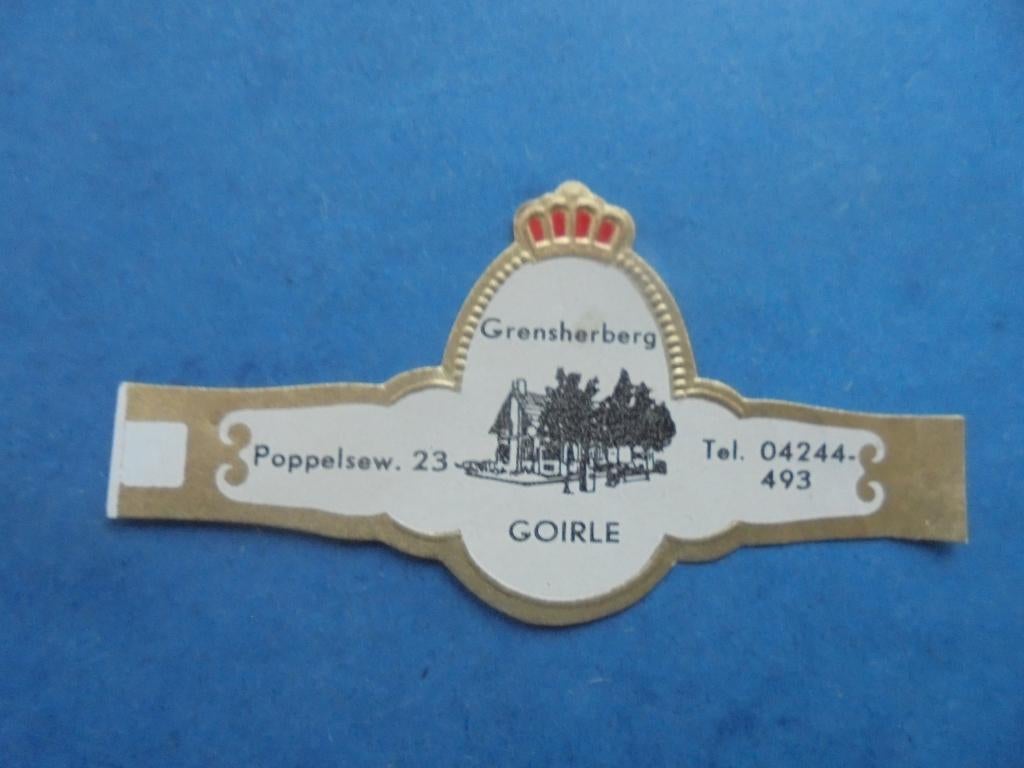 Grensherberg
Poppelsew. 23
Tel. 04244-
493
GOIRLE